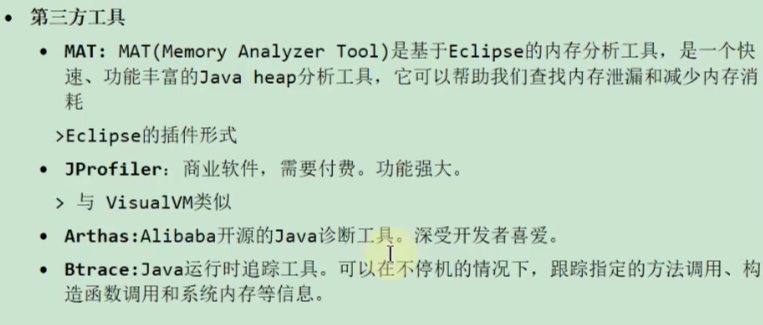 第三方工具
MAT: MAT(Memory Analyzer Tool)是基于Eclipse的内存分析工具，是一个快
速、功能丰富的Java heap分析工具，它可以帮助我们查找内存泄漏和减少内存消
耗
>Eclipse的插件形式
JProfiler：商业软件，需要付费。功能强大。
> 与 VisualVM类似
Arthas:Alibaba开源的Java诊断工具。深受开发者喜爱。
Btrace:Java运行时追踪工具。可以在不停机的情况下，跟踪指定的方法调用、构
造函数调用和系统内存等信息。